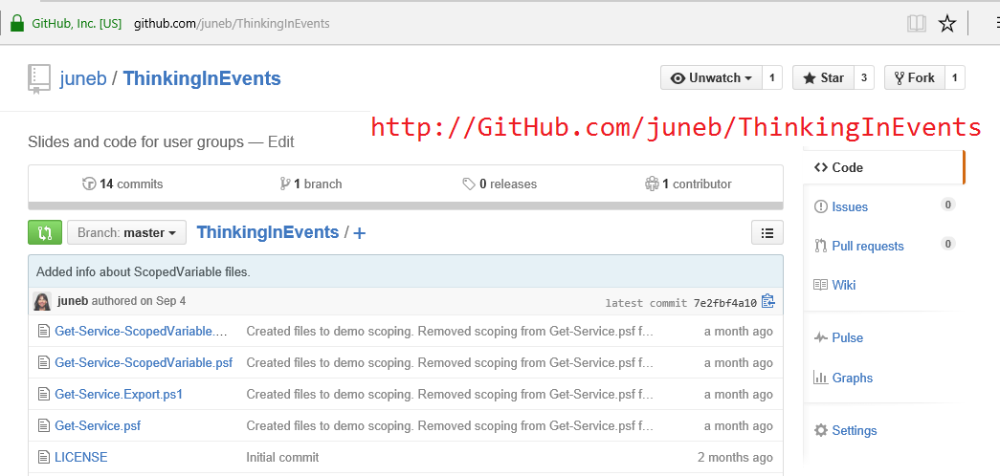 GitHub, Inc. [US] github.com/juneb/ThinkingInEvents
juneb / ThinkingInEvents
Unwatch 1 Star 3 Fork 1
http://GitHub.com/juneb/ThinkingInEvents
Slides and code for user groups — Edit
14 commits 1 branch 0 releases 1 contributor
Branch: master ThinkingInEvents / +
Added info about ScopedVariable files.
juneb authored on Sep 4 latest commit 7e2fbf4a10
Get-Service-ScopedVariable.... Created files to demo scoping. Removed scoping from Get-Service.psf f... a month ago
Get-Service-ScopedVariable.psf Created files to demo scoping. Removed scoping from Get-Service.psf f... a month ago
Get-Service.Export.ps1 Created files to demo scoping. Removed scoping from Get-Service.psf f... a month ago
Get-Service.psf Created files to demo scoping. Removed scoping from Get-Service.psf f... a month ago
LICENSE Initial commit 2 months ago
Code
Issues 0
Pull requests 0
Wiki
Pulse
Graphs
Settings